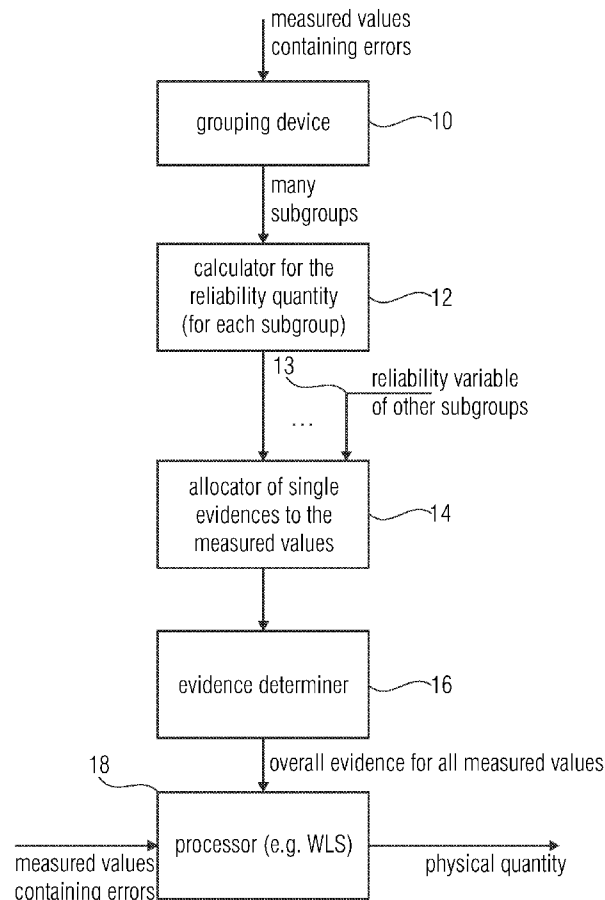 measured values
containing errors
grouping device
10
many
subgroups
calculator for the
reliability quantity
(for each subgroup)
12
13
reliability variable
of other subgroups
...
allocator of single
evidences to the
measured values
14
evidence determiner
16
overall evidence for all measured values
18
processor (e.g. WLS)
measured values
containing errors
physical quantity